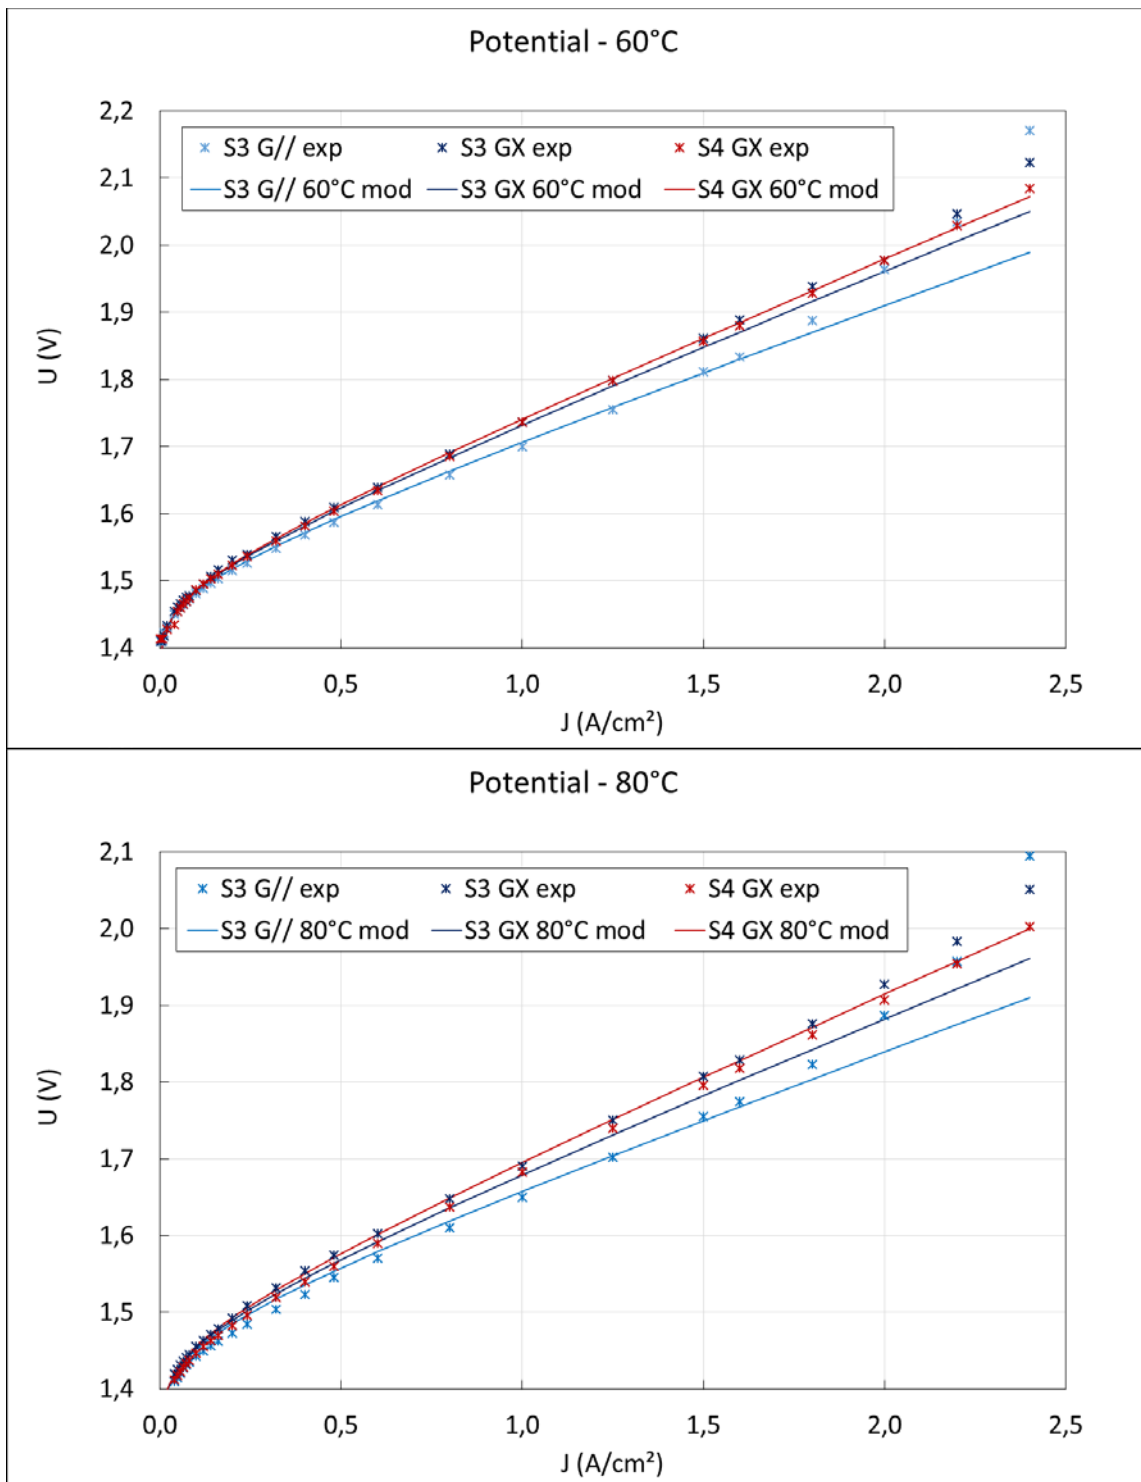 Potential - 60°C
2,2
2,1
2,0
1,9
1,8
1,7
1,6
1,5
1,4
U (V)
S3 G// exp S3 GX exp S4 GX exp
S3 G// 60°C mod S3 GX 60°C mod S4 GX 60°C mod
0,0 0,5 1,0 1,5 2,0 2,5
J (A/cm²)
Potential - 80°C
2,1
2,0
1,9
1,8
1,7
1,6
1,5
1,4
U (V)
S3 G// exp S3 GX exp S4 GX exp
S3 G// 80°C mod S3 GX 80°C mod S4 GX 80°C mod
0,0 0,5 1,0 1,5 2,0 2,5
J (A/cm²)